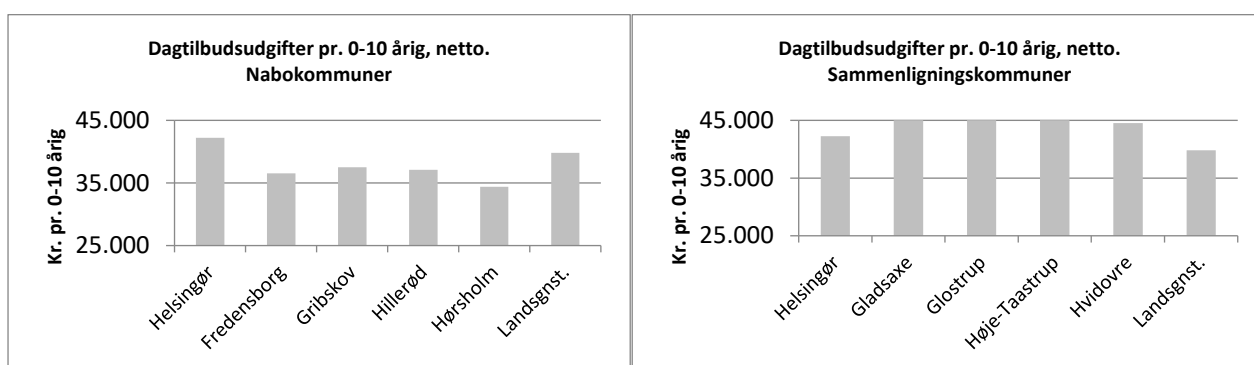 Dagtilbudsudgifter pr. 0-10 årig, netto.
Nabokommuner
Kr. pr. 0-10 årig
45.000
35.000
25.000
Helsingør
Fredensborg
Gribskov
Hillerød
Hørsholm
Landsgnst.
Dagtilbudsudgifter pr. 0-10 årig, netto.
Sammenligningskommuner
Kr. pr. 0-10 årig
45.000
35.000
25.000
Helsingør
Gladsaxe
Glostrup
Høje-Taastrup
Hvidovre
Landsgnst.